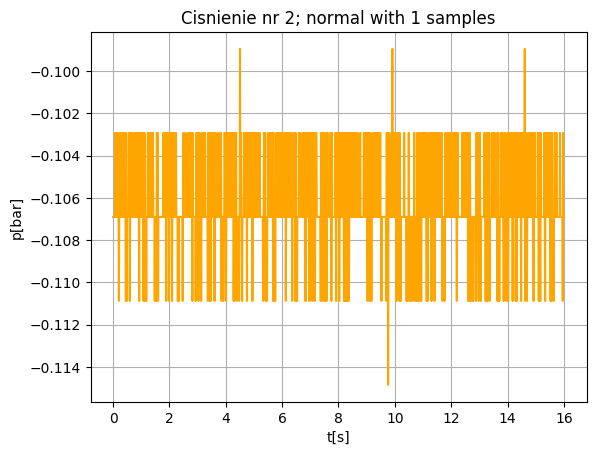 Cisnienie nr 2; normal with 1 samples
p[bar]
−0.100
−0.102
−0.104
−0.106
−0.108
−0.110
−0.112
−0.114
0 2 4 6 8 10 12 14 16
t[s]